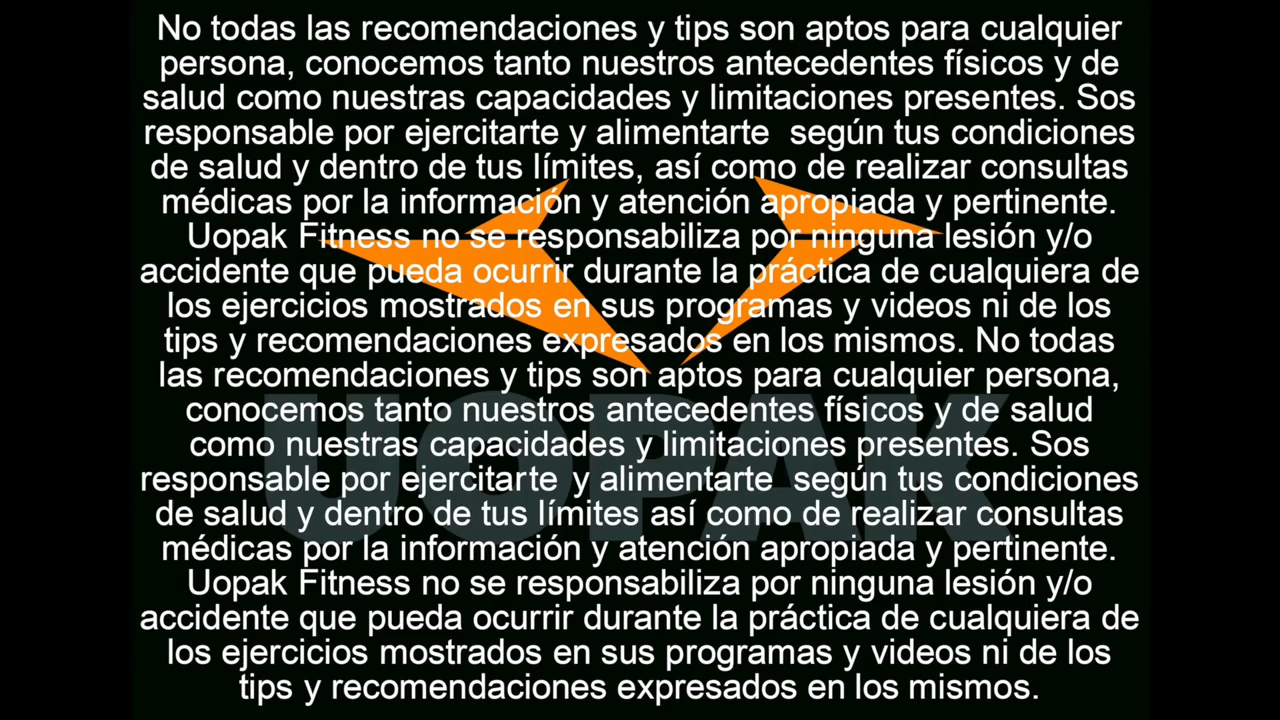 No todas las recomendaciones y tips son aptos para cualquier
persona, conocemos tanto nuestros antecedentes físicos y de
salud como nuestras capacidades y limitaciones presentes. Sos
responsable por ejercitarte y alimentarte  según tus condiciones
de salud y dentro de tus límites, así como de realizar consultas
médicas por la información y atención apropiada y pertinente.
Uopak Fitness no se responsabiliza por ninguna lesión y/o
accidente que pueda ocurrir durante la práctica de cualquiera de
los ejercicios mostrados en sus programas y videos ni de los
tips y recomendaciones expresados en los mismos. No todas
las recomendaciones y tips son aptos para cualquier persona,
conocemos tanto nuestros antecedentes físicos y de salud
como nuestras capacidades y limitaciones presentes. Sos
responsable por ejercitarte y alimentarte  según tus condiciones
de salud y dentro de tus límites así como de realizar consultas
médicas por la información y atención apropiada y pertinente.
Uopak Fitness no se responsabiliza por ninguna lesión y/o
accidente que pueda ocurrir durante la práctica de cualquiera de
los ejercicios mostrados en sus programas y videos ni de los
tips y recomendaciones expresados en los mismos.
UOPAK